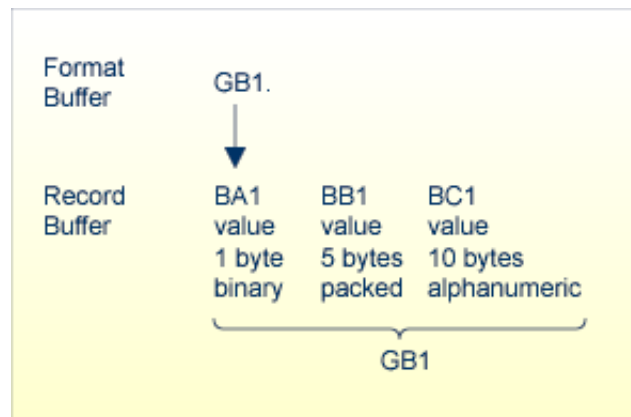 Format
Buffer
GB1.
Record
Buffer
BA1
value
1 byte
binary
BB1
value
5 bytes
packed
BC1
value
10 bytes
alphanumeric
GB1